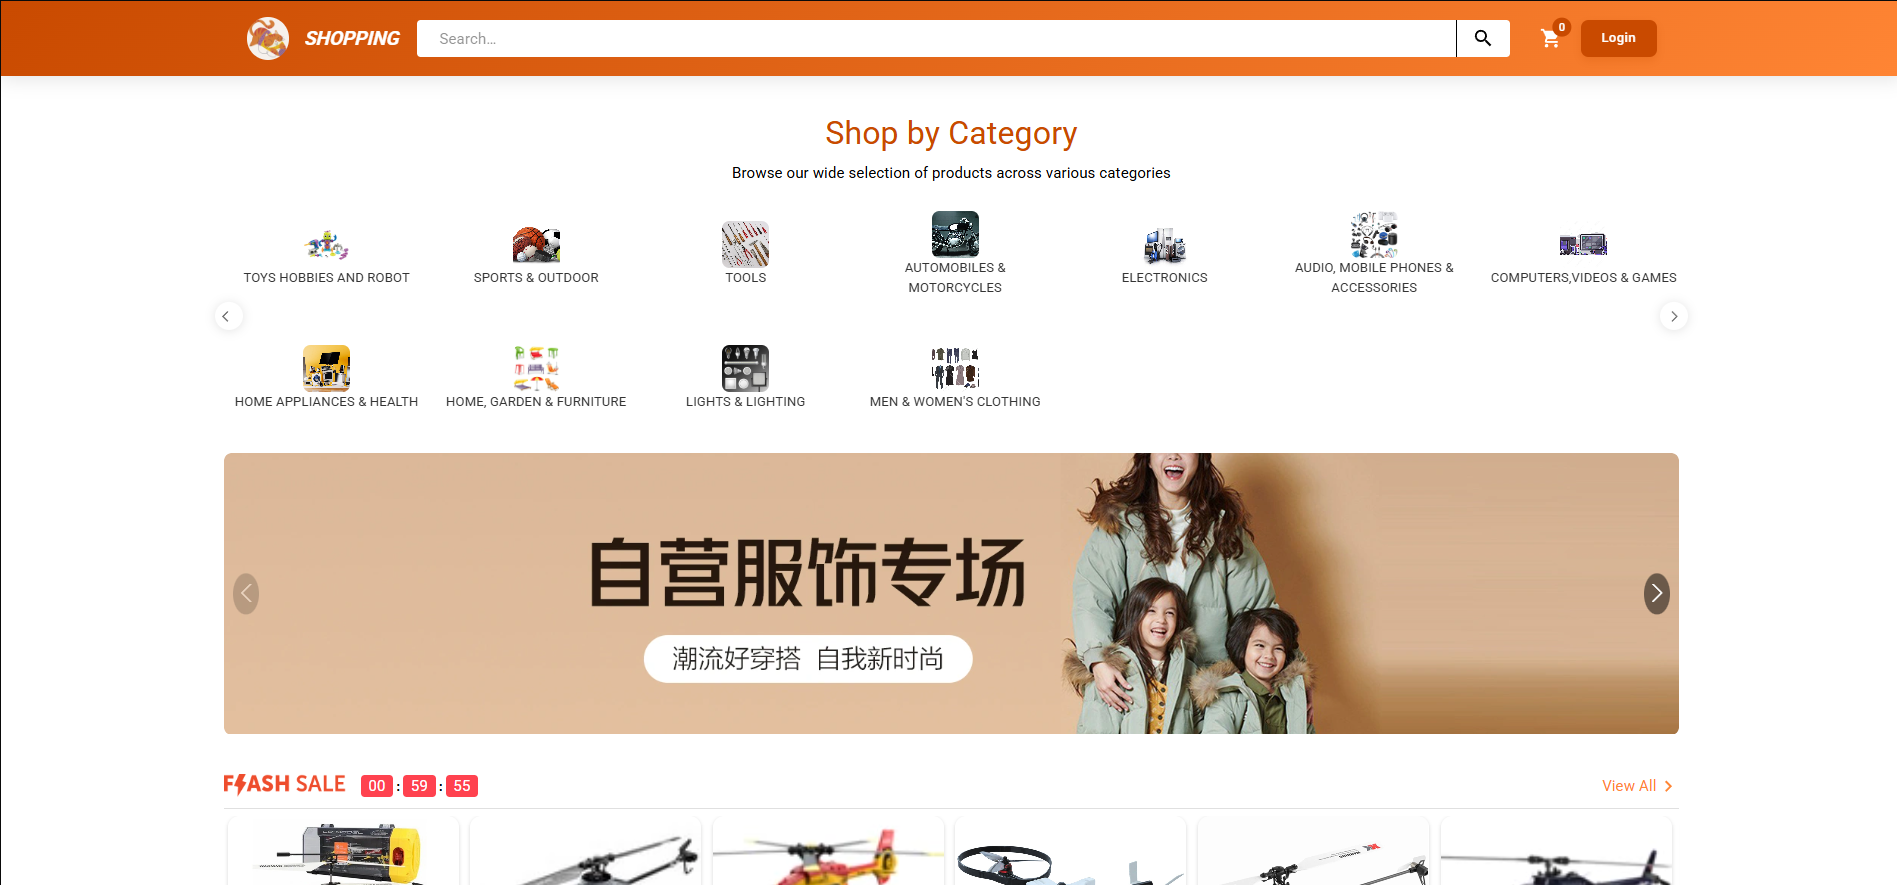 SHOPPING
Search...
0
Login
Shop by Category
Browse our wide selection of products across various categories
TOYS HOBBIES AND ROBOT
SPORTS & OUTDOOR
TOOLS
AUTOMOBILES &
MOTORCYCLES
ELECTRONICS
AUDIO, MOBILE PHONES &
ACCESSORIES
COMPUTERS,VIDEOS & GAMES
HOME APPLIANCES & HEALTH
HOME, GARDEN & FURNITURE
LIGHTS & LIGHTING
MEN & WOMEN'S CLOTHING
自营服饰专场
潮流好穿搭 自我新时尚
FLASH SALE 00 : 59 : 55
View All